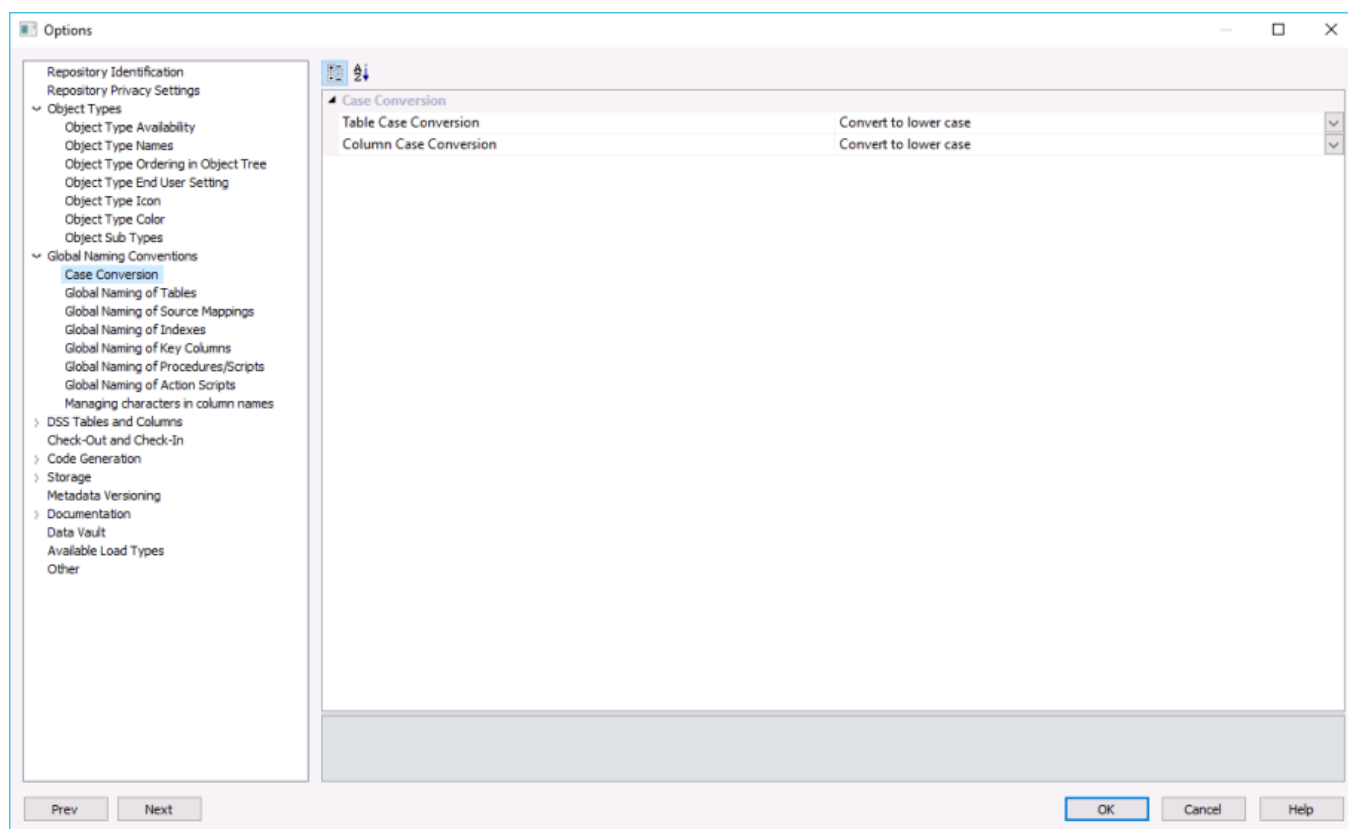 Options
Repository Identification
Repository Privacy Settings
Object Types
Object Type Availability
Object Type Names
Object Type Ordering in Object Tree
Object Type End User Setting
Object Type Icon
Object Type Color
Object Sub Types
Global Naming Conventions
Case Conversion
Global Naming of Tables
Global Naming of Source Mappings
Global Naming of Indexes
Global Naming of Key Columns
Global Naming of Procedures/Scripts
Global Naming of Action Scripts
Managing characters in column names
DSS Tables and Columns
Check-Out and Check-In
Code Generation
Storage
Metadata Versioning
Documentation
Data Vault
Available Load Types
Other
Case Conversion
Table Case Conversion Convert to lower case
Column Case Conversion Convert to lower case
Prev Next OK Cancel Help